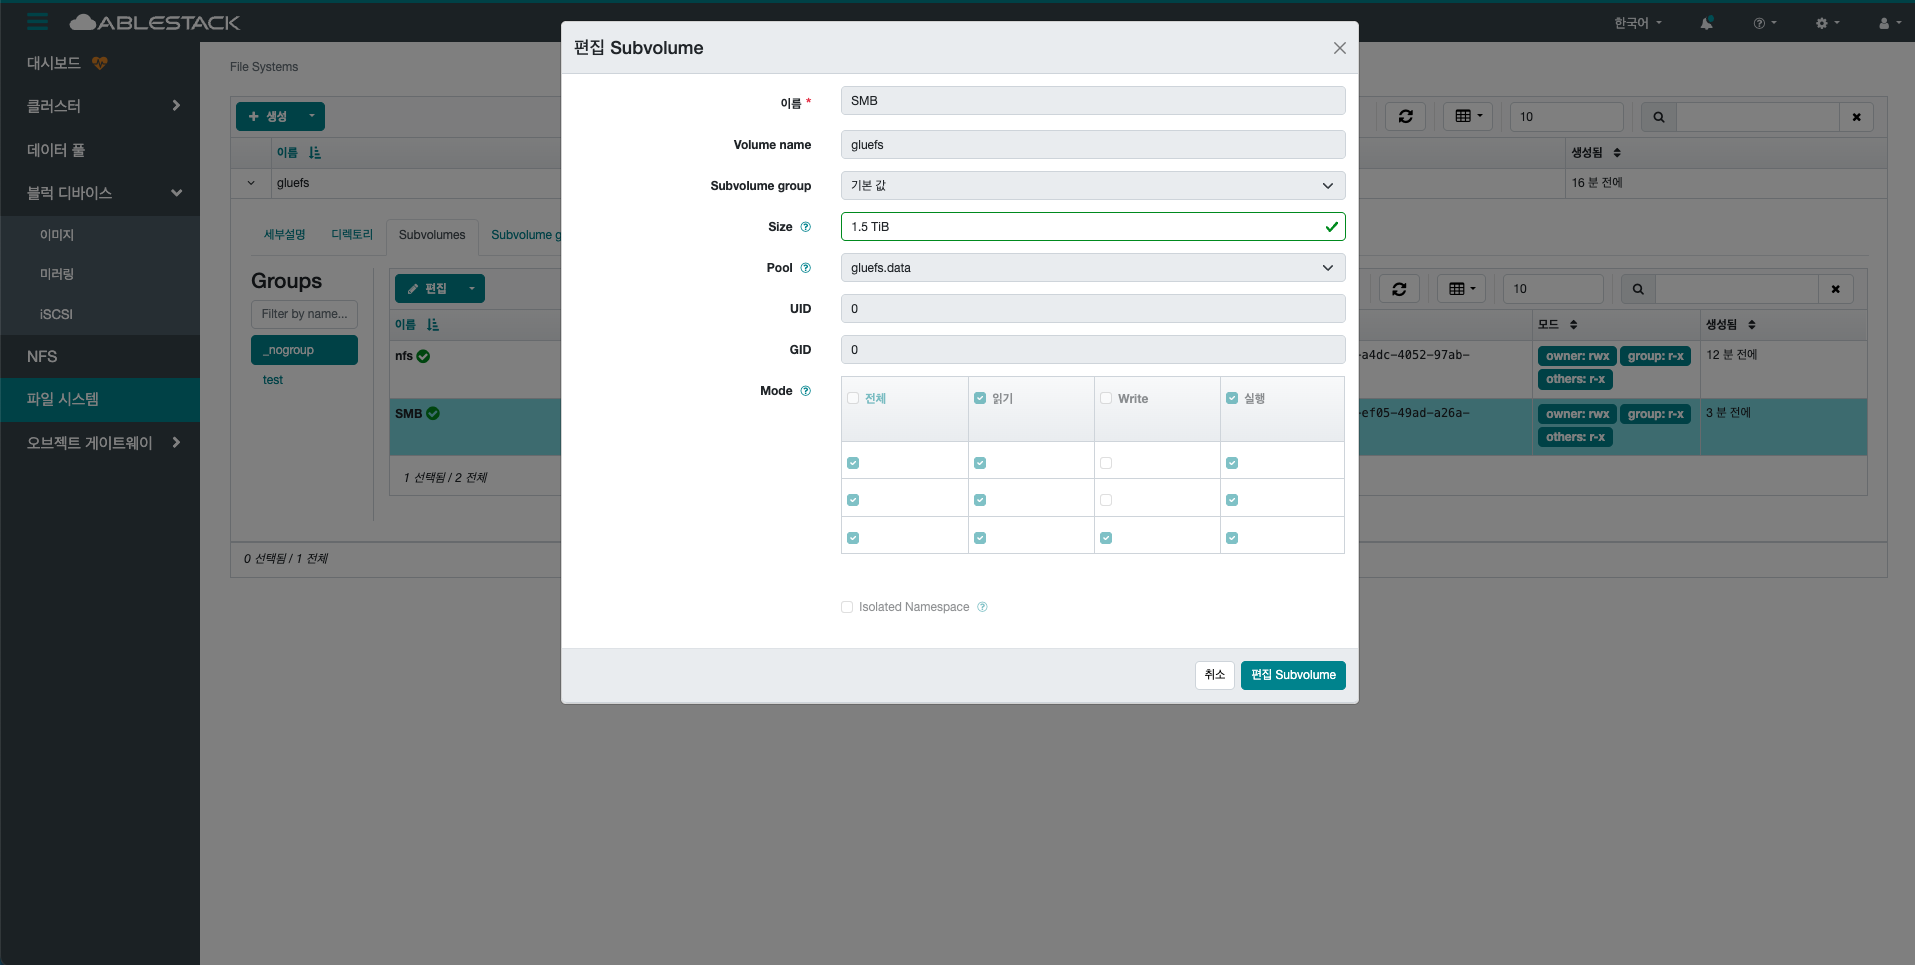 ABLESTACK
한국어
대시보드
클러스터
데이터 풀
블럭 디바이스
이미지
미러링
iSCSI
NFS
파일 시스템
오브젝트 게이트웨이
File Systems
생성
10
이름
생성됨
gluefs
16 분 전에
세부설명
디렉토리
Subvolumes
Subvolume g
Groups
Filter by name...
_nogroup
test
편집
10
이름
모드
생성됨
nfs
-a4dc-4052-97ab-
owner: rwx
group: r-x
others: r-x
12 분 전에
SMB
-ef05-49ad-a26a-
owner: rwx
group: r-x
others: r-x
3 분 전에
1 선택됨 / 2 전체
0 선택됨 / 1 전체
편집 Subvolume
이름 *
SMB
Volume name
gluefs
Subvolume group
기본 값
Size
1.5 TiB
Pool
gluefs.data
UID
0
GID
0
Mode
전체
읽기
Write
실행
Isolated Namespace
취소
편집 Subvolume